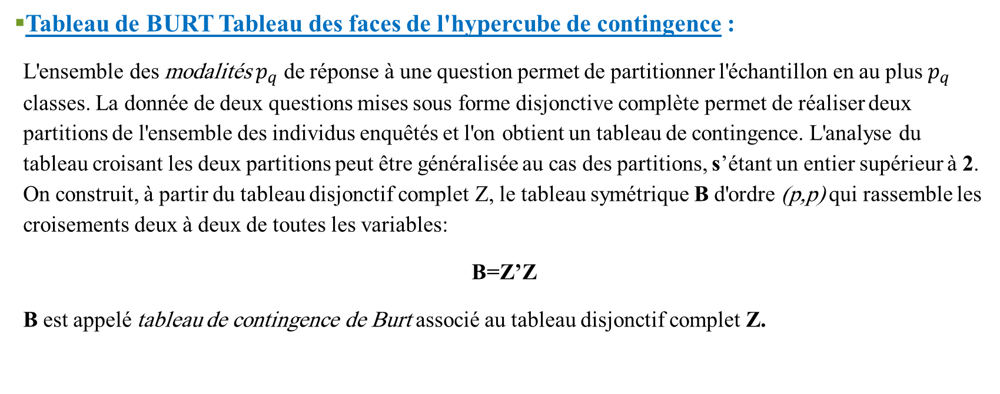 ▪Tableau de BURT Tableau des faces de l'hypercube de contingence :
L'ensemble des modalités p_q de réponse à une question permet de partitionner l'échantillon en au plus p_q
classes. La donnée de deux questions mises sous forme disjonctive complète permet de réaliser deux
partitions de l'ensemble des individus enquêtés et l'on obtient un tableau de contingence. L'analyse du
tableau croisant les deux partitions peut être généralisée au cas des partitions, s’étant un entier supérieur à 2.
On construit, à partir du tableau disjonctif complet Z, le tableau symétrique B d'ordre (p,p) qui rassemble les
croisements deux à deux de toutes les variables:
B=Z’Z
B est appelé tableau de contingence de Burt associé au tableau disjonctif complet Z.